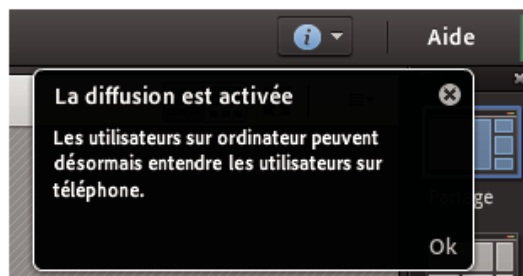 Aide
La diffusion est activée
Les utilisateurs sur ordinateur peuvent
désormais entendre les utilisateurs sur
téléphone.
Ok